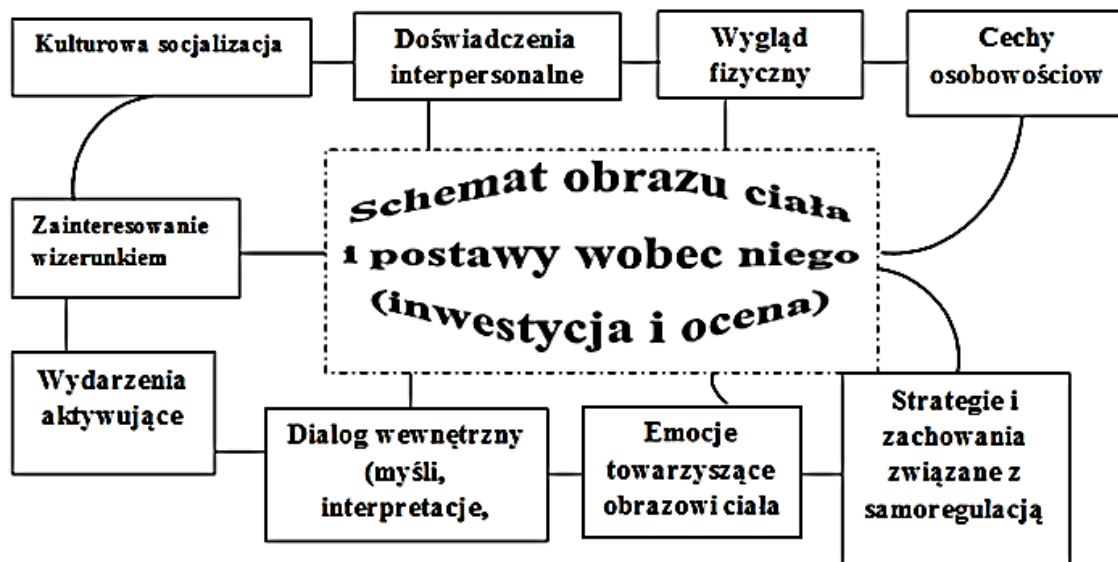 Kulturowa socjalizacja
Doświadczenia
interpersonalne
Wygląd
fizyczny
Cechy
osobowościow
Schemat obrazu ciała
i postawy wobec niego
(inwestycja i ocena)
Zainteresowanie
wizerunkiem
Wydarzenia
aktywujące
Dialog wewnętrzny
(myśli,
interpretacje,
Emocje
towarzyszące
obrazowi ciała
Strategie i
zachowania
związane z
samoregulacją